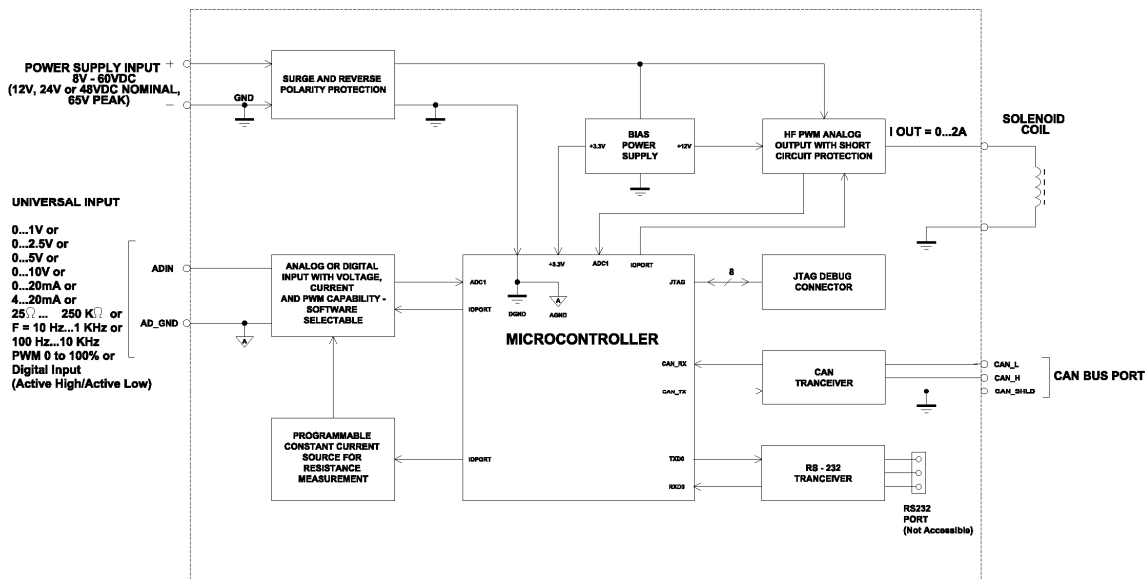 POWER SUPPLY INPUT
8V - 60VDC
(12V, 24V or 48VDC NOMINAL,
65V PEAK)
+
−
GND
SURGE AND REVERSE
POLARITY PROTECTION
+3.3V
BIAS
POWER
SUPPLY
+12V
HF PWM ANALOG
OUTPUT WITH SHORT
CIRCUIT PROTECTION
I OUT = 0...2A
SOLENOID
COIL
UNIVERSAL INPUT
0...1V or
0...2.5V or
0...5V or
0...10V or
0...20mA or
4...20mA or
25Ω ... 250 KΩ or
F = 10 Hz...1 KHz or
100 Hz...10 KHz
PWM 0 to 100% or
Digital Input
(Active High/Active Low)
ADIN
AD_GND
A
ANALOG OR DIGITAL
INPUT WITH VOLTAGE,
CURRENT
AND PWM CAPABILITY -
SOFTWARE
SELECTABLE
PROGRAMMABLE
CONSTANT CURRENT
SOURCE FOR
RESISTANCE
MEASUREMENT
+3.3V
ADC1
IOPORT
ADC1
IOPORT
DGND
A
AGND
MICROCONTROLLER
IOPORT
JTAG
8
JTAG DEBUG
CONNECTOR
CAN_RX
CAN_TX
CAN
TRANCEIVER
CAN_L
CAN_H
CAN_SHLD
CAN BUS PORT
TXD0
RXD0
RS - 232
TRANCEIVER
RS232
PORT
(Not Accessible)